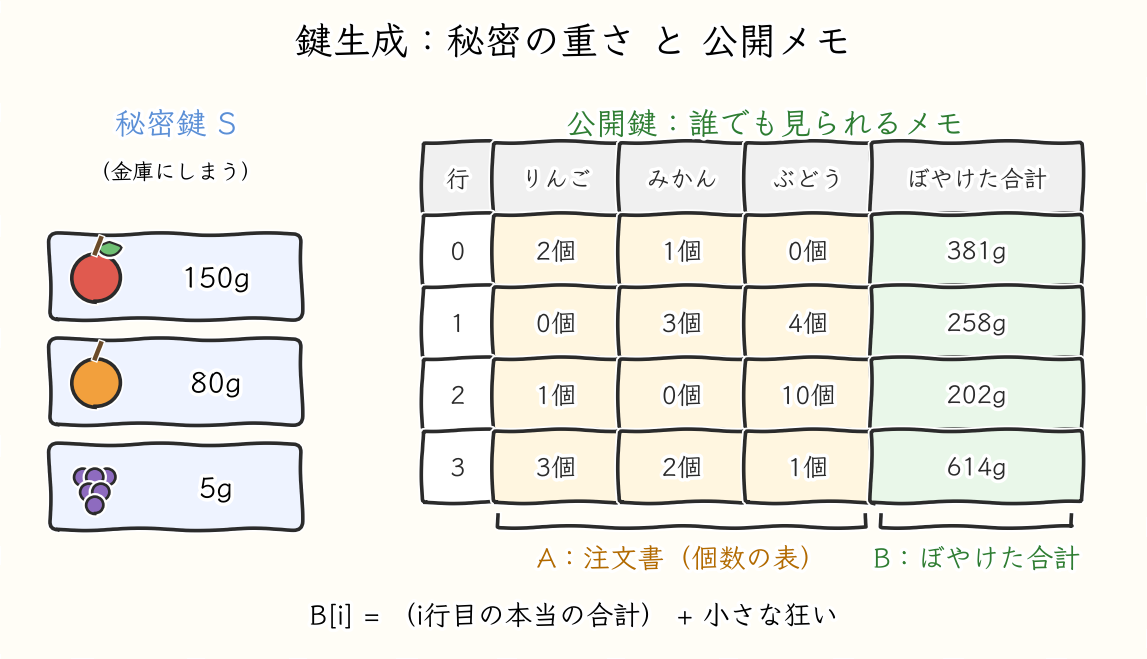 鍵生成：秘密の重さ と 公開メモ
秘密鍵 S
（金庫にしまう）
150g
80g
5g
公開鍵：誰でも見られるメモ
行 りんご みかん ぶどう ぼやけた合計
0 2個 1個 0個 381g
1 0個 3個 4個 258g
2 1個 0個 10個 202g
3 3個 2個 1個 614g
A：注文書（個数の表） B：ぼやけた合計
B[i] = （i行目の本当の合計） + 小さな狂い